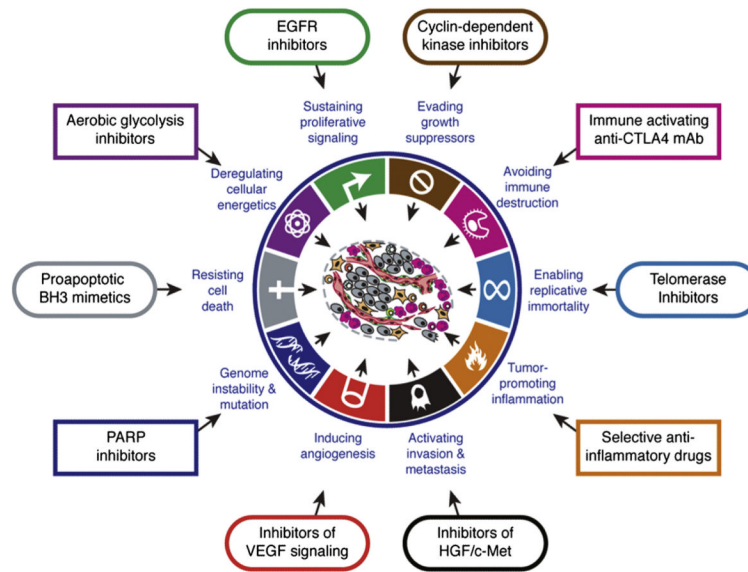 EGFR
inhibitors
Cyclin-dependent
kinase inhibitors
Sustaining
proliferative
signaling
Evading
growth
suppressors
Aerobic glycolysis
inhibitors
Immune activating
anti-CTLA4 mAb
Deregulating
cellular
energetics
Avoiding
immune
destruction
Proapoptotic
BH3 mimetics
Resisting
cell
death
Enabling
replicative
immortality
Telomerase
Inhibitors
Genome
instability &
mutation
Tumor-
promoting
inflammation
PARP
inhibitors
Inducing
angiogenesis
Activating
invasion &
metastasis
Selective anti-
inflammatory drugs
Inhibitors of
VEGF signaling
Inhibitors of
HGF/c-Met